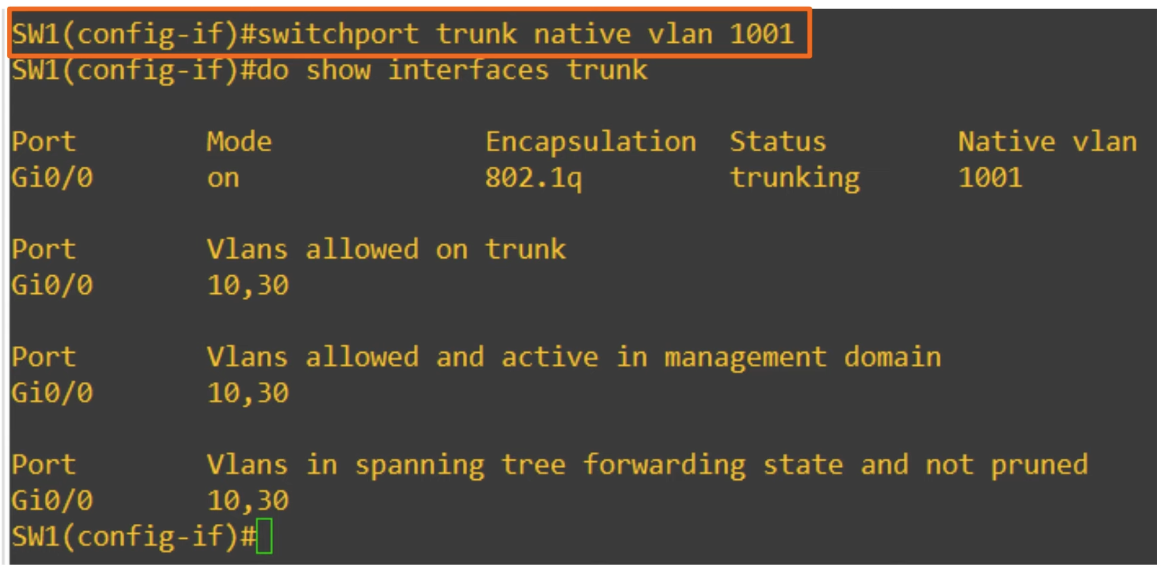 SW1(config-if)#switchport trunk native vlan 1001
SW1(config-if)#do show interfaces trunk
Port Mode Encapsulation Status Native vlan
Gi0/0 on 802.1q trunking 1001
Port Vlans allowed on trunk
Gi0/0 10,30
Port Vlans allowed and active in management domain
Gi0/0 10,30
Port Vlans in spanning tree forwarding state and not pruned
Gi0/0 10,30
SW1(config-if)#